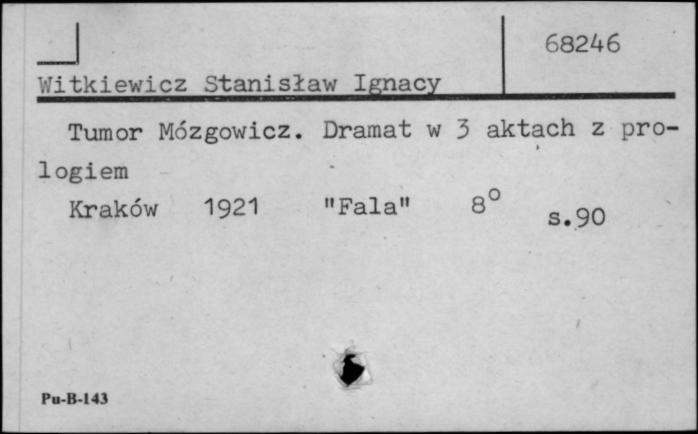 68246
Witkiewicz Stanisław Ignacy
Tumor Mózgowicz. Dramat w 3 aktach z pro-
logiem
Kraków 1921 "Fala" 8° s.90
Pu-B-143